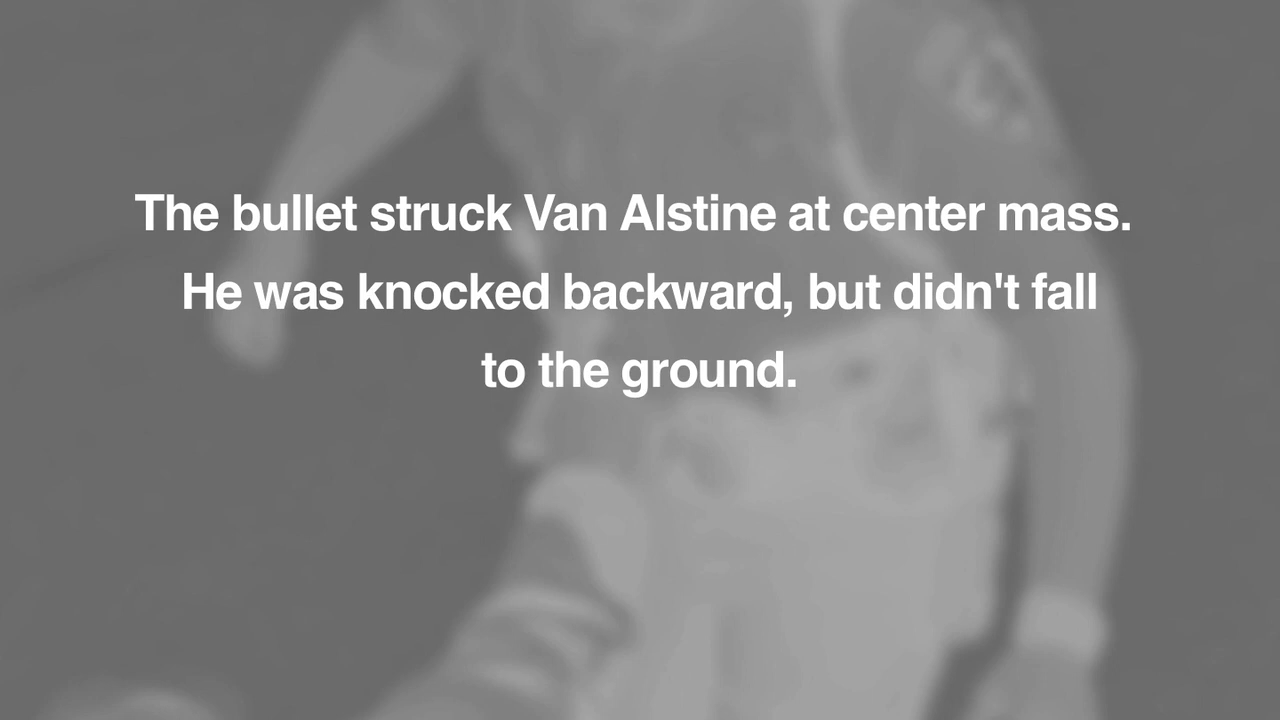 The bullet struck Van Alstine at center mass.
He was knocked backward, but didn't fall
to the ground.